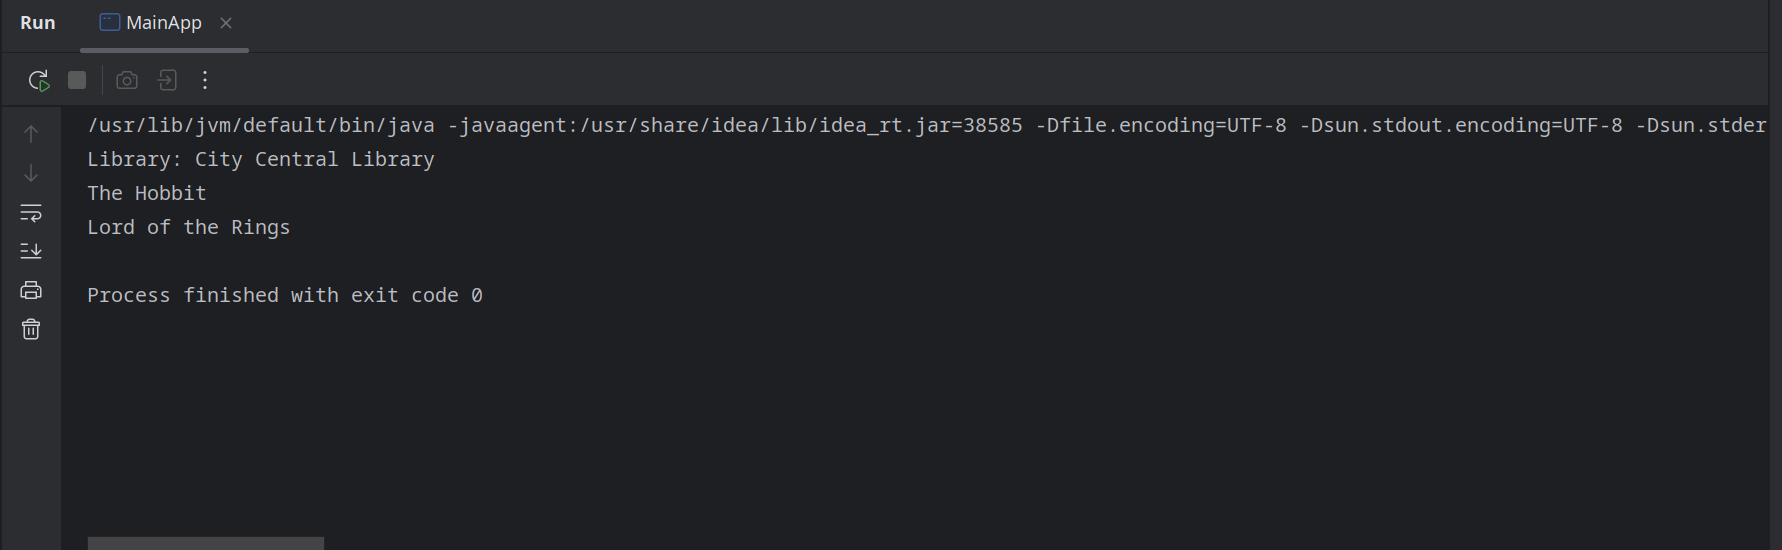 Run MainApp
/usr/lib/jvm/default/bin/java -javaagent:/usr/share/idea/lib/idea_rt.jar=38585 -Dfile.encoding=UTF-8 -Dsun.stdout.encoding=UTF-8 -Dsun.stder
Library: City Central Library
The Hobbit
Lord of the Rings
Process finished with exit code 0